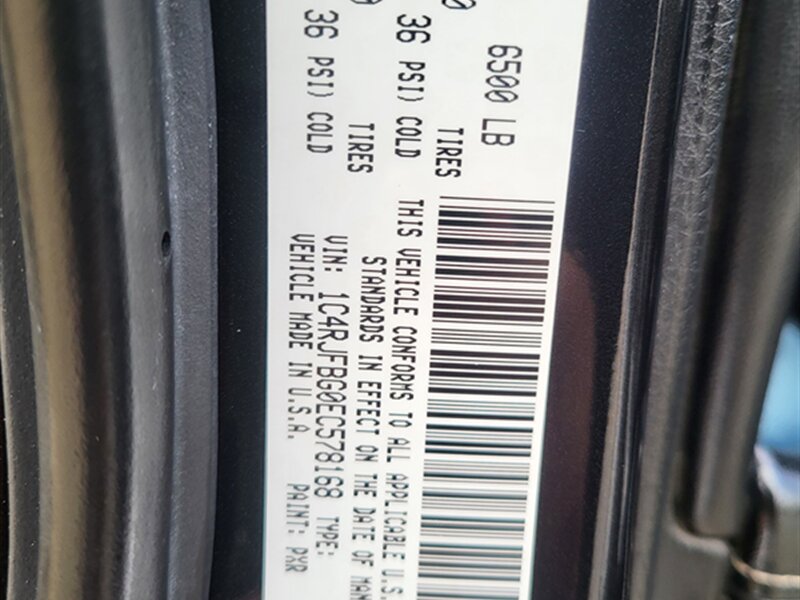 6500 LB
TIRES
36 PSI) COLD
TIRES
36 PSI) COLD
THIS VEHICLE CONFORMS TO ALL APPLICABLE U.S.
STANDARDS IN EFFECT ON THE DATE OF MAN
VIN: 1C4RJFBG0EC578168 TYPE:
VEHICLE MADE IN U.S.A. PAINT: PXR